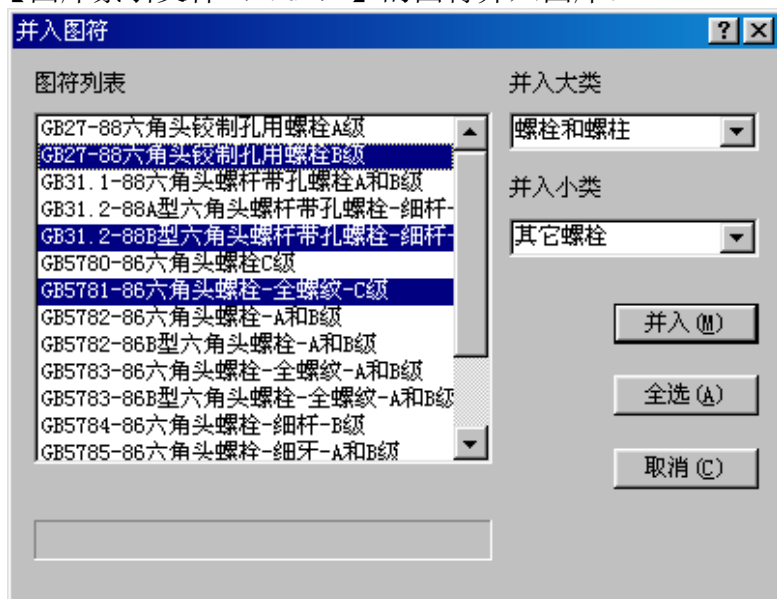 并入图符
图符列表
并入大类
GB27-88六角头铰制孔用螺栓A级
GB27-88六角头铰制孔用螺栓B级
GB31.1-88六角头螺杆带孔螺栓A和B级
GB31.2-88A型六角头螺杆带孔螺栓-细杆-
GB31.2-88B型六角头螺杆带孔螺栓-细杆-
GB5780-86六角头螺栓C级
GB5781-86六角头螺栓-全螺纹-C级
GB5782-86六角头螺栓-A和B级
GB5782-86B型六角头螺栓-A和B级
GB5783-86六角头螺栓-全螺纹-A和B级
GB5783-86B型六角头螺栓-全螺纹-A和B级
GB5784-86六角头螺栓-细杆-B级
GB5785-86六角头螺栓-细牙-A和B级
螺栓和螺柱
并入小类
其它螺栓
并入(M)
全选(A)
取消(C)